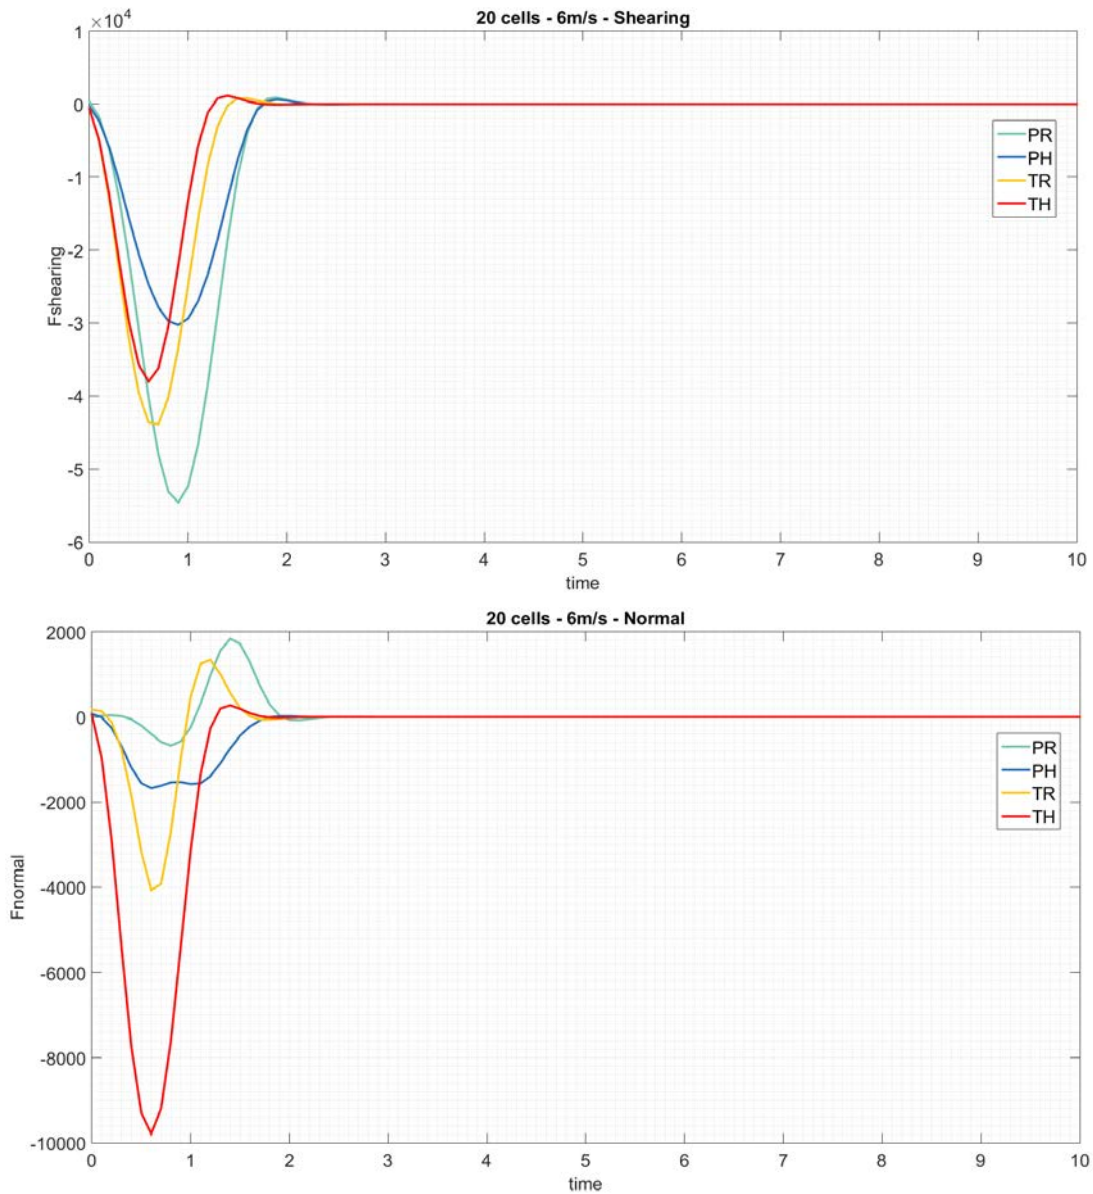 20 cells - 6m/s - Shearing
×10^4
1
0
-1
-2
-3
-4
-5
-6
Fshearing
0 1 2 3 4 5 6 7 8 9 10
time
PR
PH
TR
TH
20 cells - 6m/s - Normal
2000
0
-2000
-4000
-6000
-8000
-10000
Fnormal
0 1 2 3 4 5 6 7 8 9 10
time
PR
PH
TR
TH